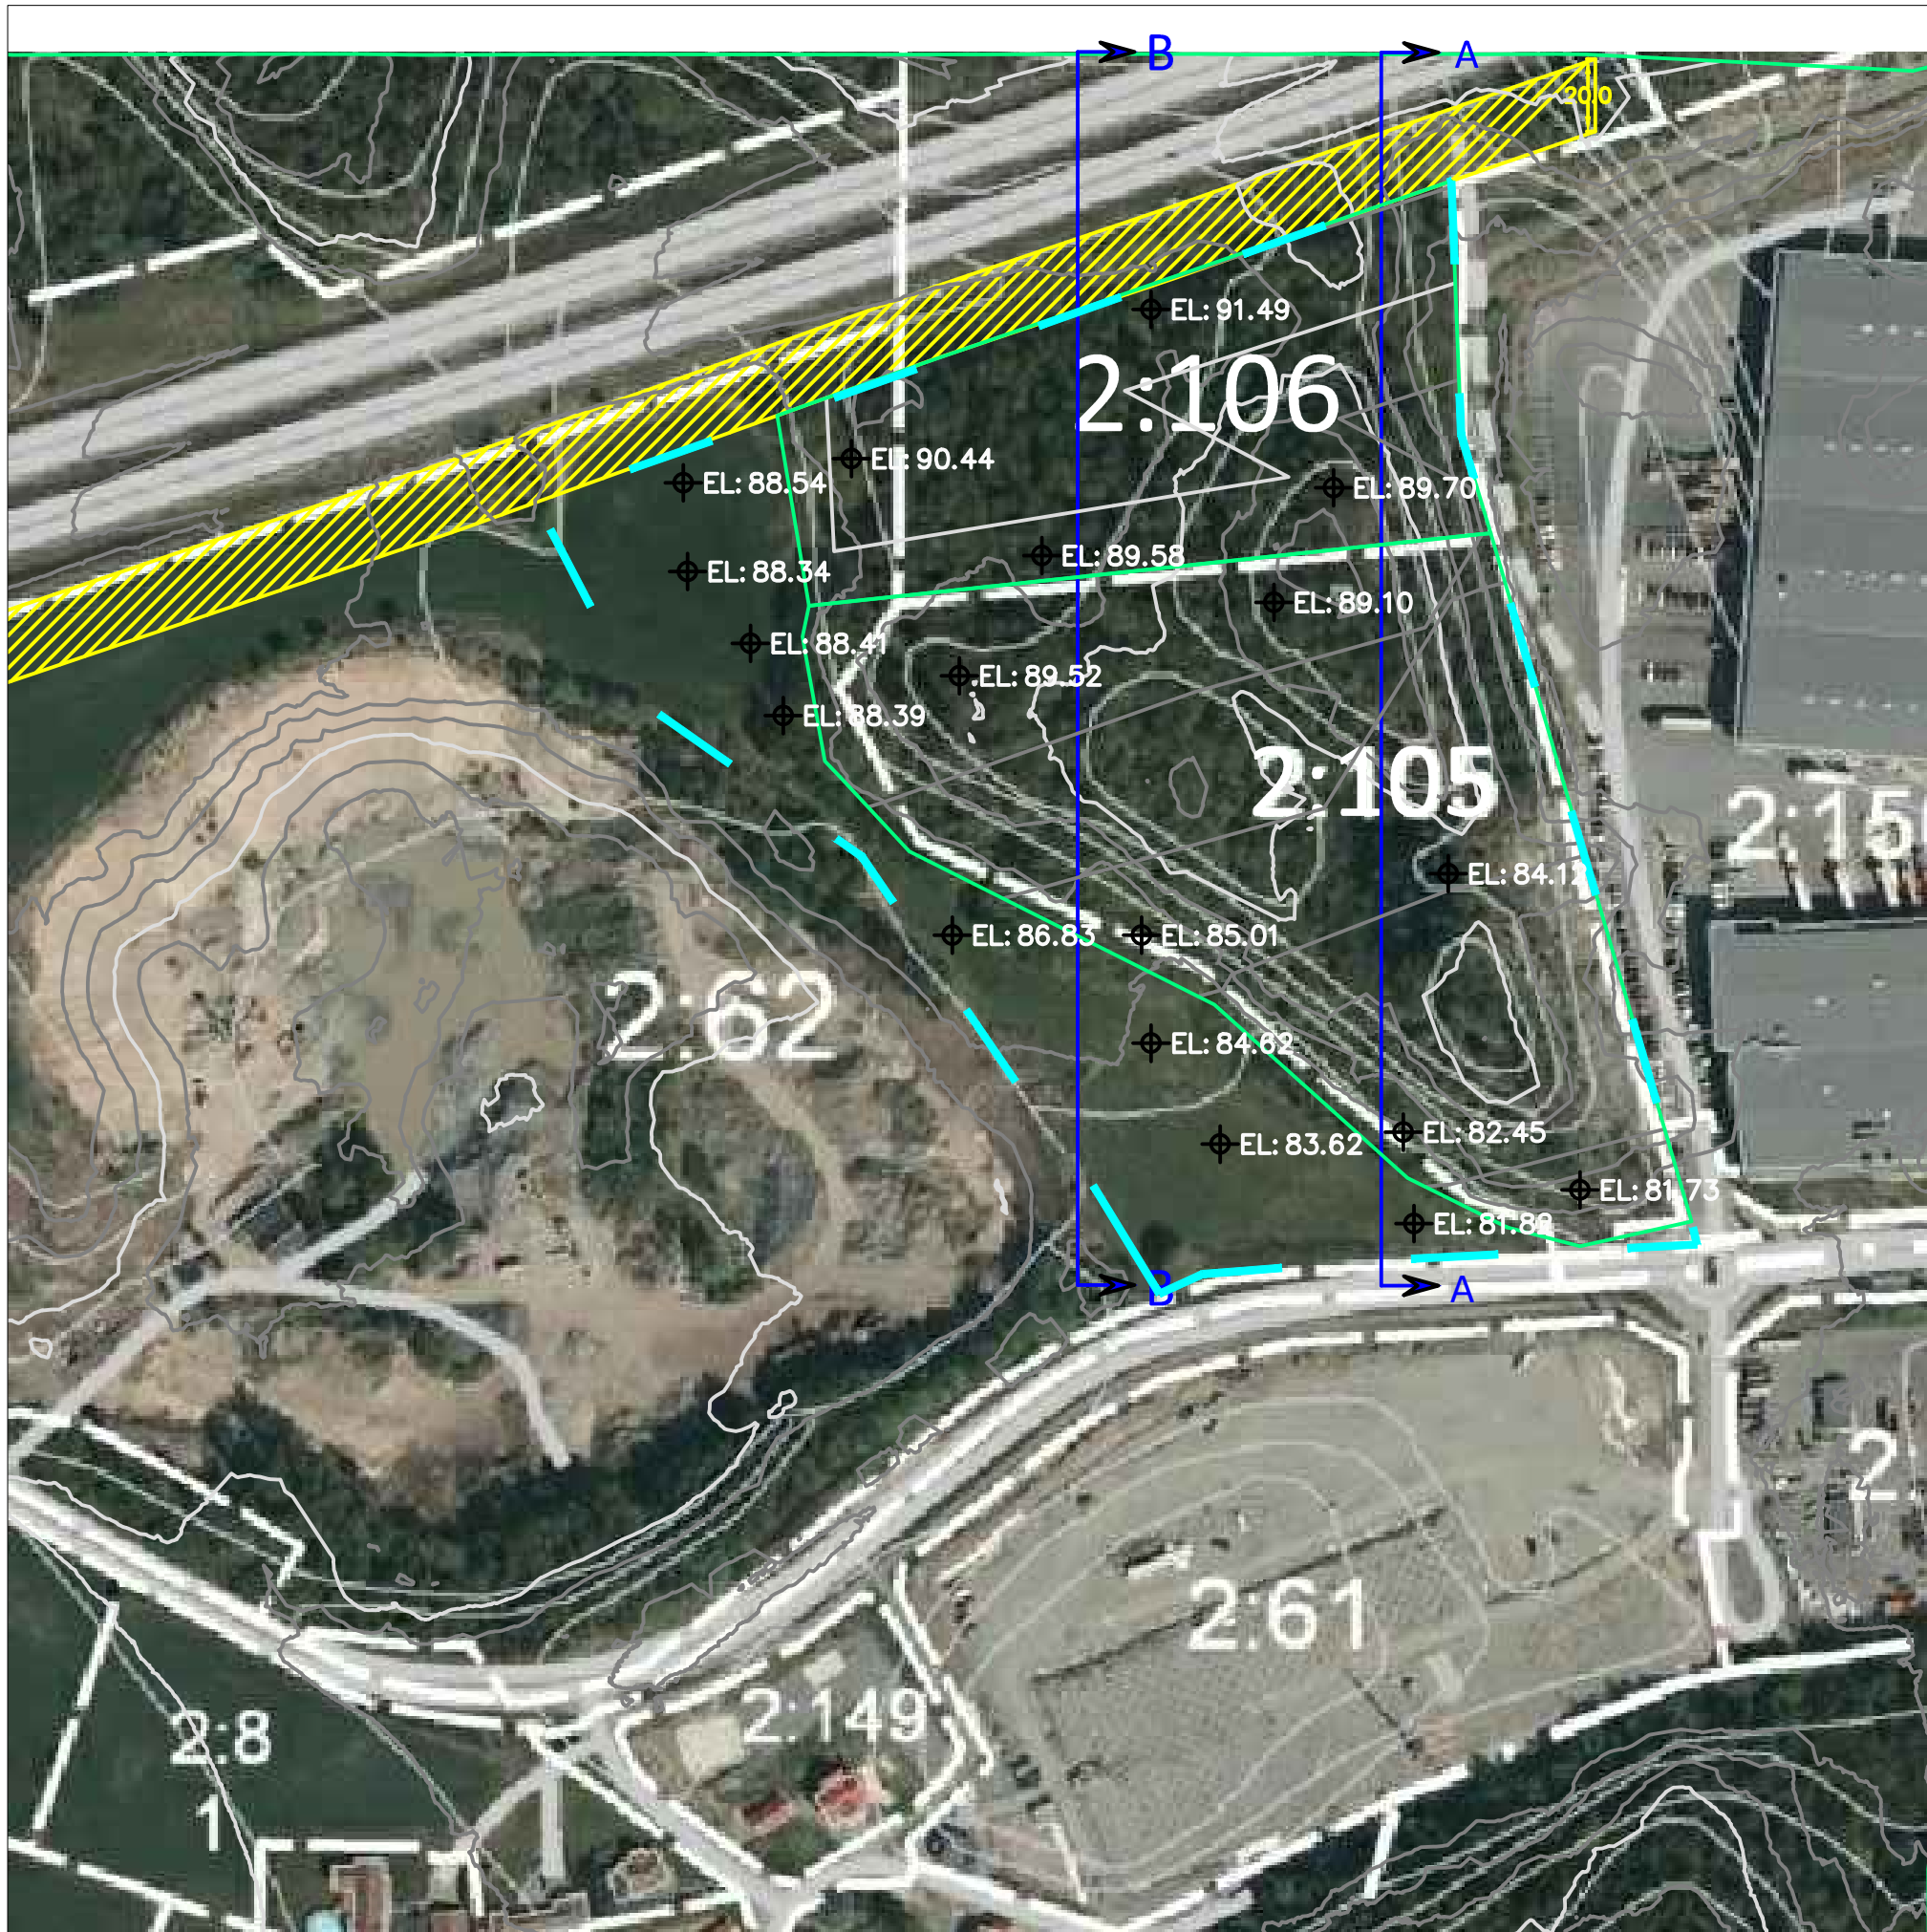 B
A
20.0
EL: 91.49
2:106
EL: 90.44
EL: 88.54
EL: 89.70
EL: 89.58
EL: 88.34
EL: 89.10
EL: 88.41
EL: 89.52
EL: 88.39
2:105
2:15
EL: 84.12
EL: 86.83
EL: 85.01
2:62
EL: 84.62
EL: 82.45
EL: 83.62
EL: 81.73
EL: 81.88
B
A
2
2:61
2:149
2:8
1